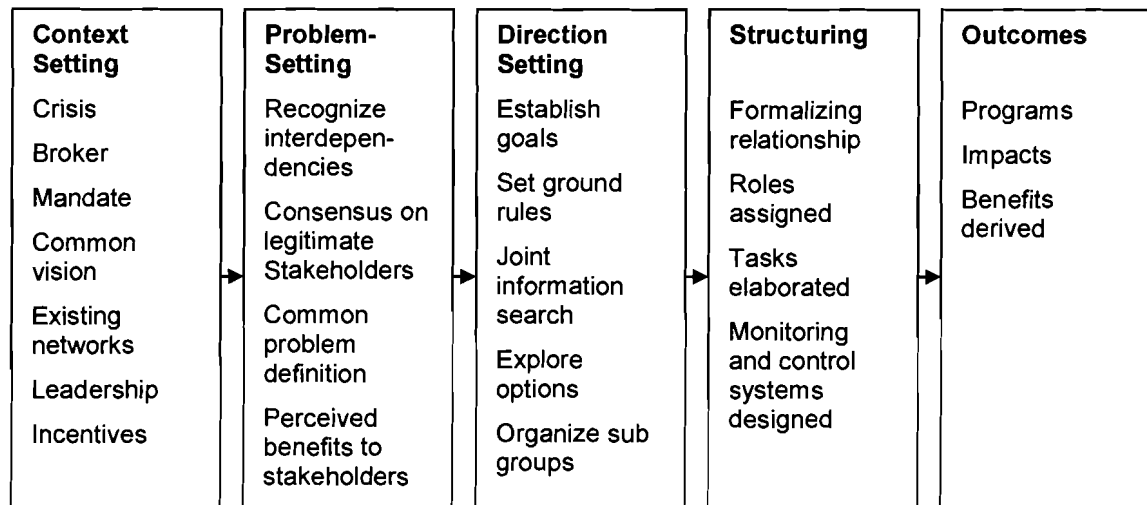 Context
Setting
Crisis
Broker
Mandate
Common
vision
Existing
networks
Leadership
Incentives
Problem-
Setting
Recognize
interdepen-
dencies
Consensus on
legitimate
Stakeholders
Common
problem
definition
Perceived
benefits to
stakeholders
Direction
Setting
Establish
goals
Set ground
rules
Joint
information
search
Explore
options
Organize sub
groups
Structuring
Formalizing
relationship
Roles
assigned
Tasks
elaborated
Monitoring
and control
systems
designed
Outcomes
Programs
Impacts
Benefits
derived